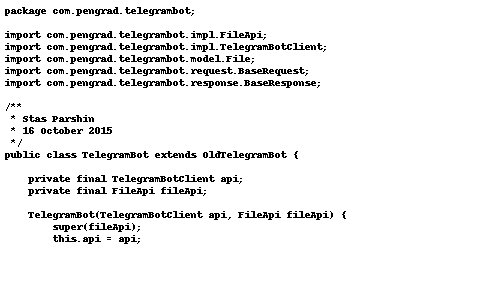 package com.pengrad.telegrambot;

import com.pengrad.telegrambot.impl.FileApi;
import com.pengrad.telegrambot.impl.TelegramBotClient;
import com.pengrad.telegrambot.model.File;
import com.pengrad.telegrambot.request.BaseRequest;
import com.pengrad.telegrambot.response.BaseResponse;

/**
 * Stas Parshin
 * 16 October 2015
 */
public class TelegramBot extends OldTelegramBot {

    private final TelegramBotClient api;
    private final FileApi fileApi;

    TelegramBot(TelegramBotClient api, FileApi fileApi) {
        super(fileApi);
        this.api = api;